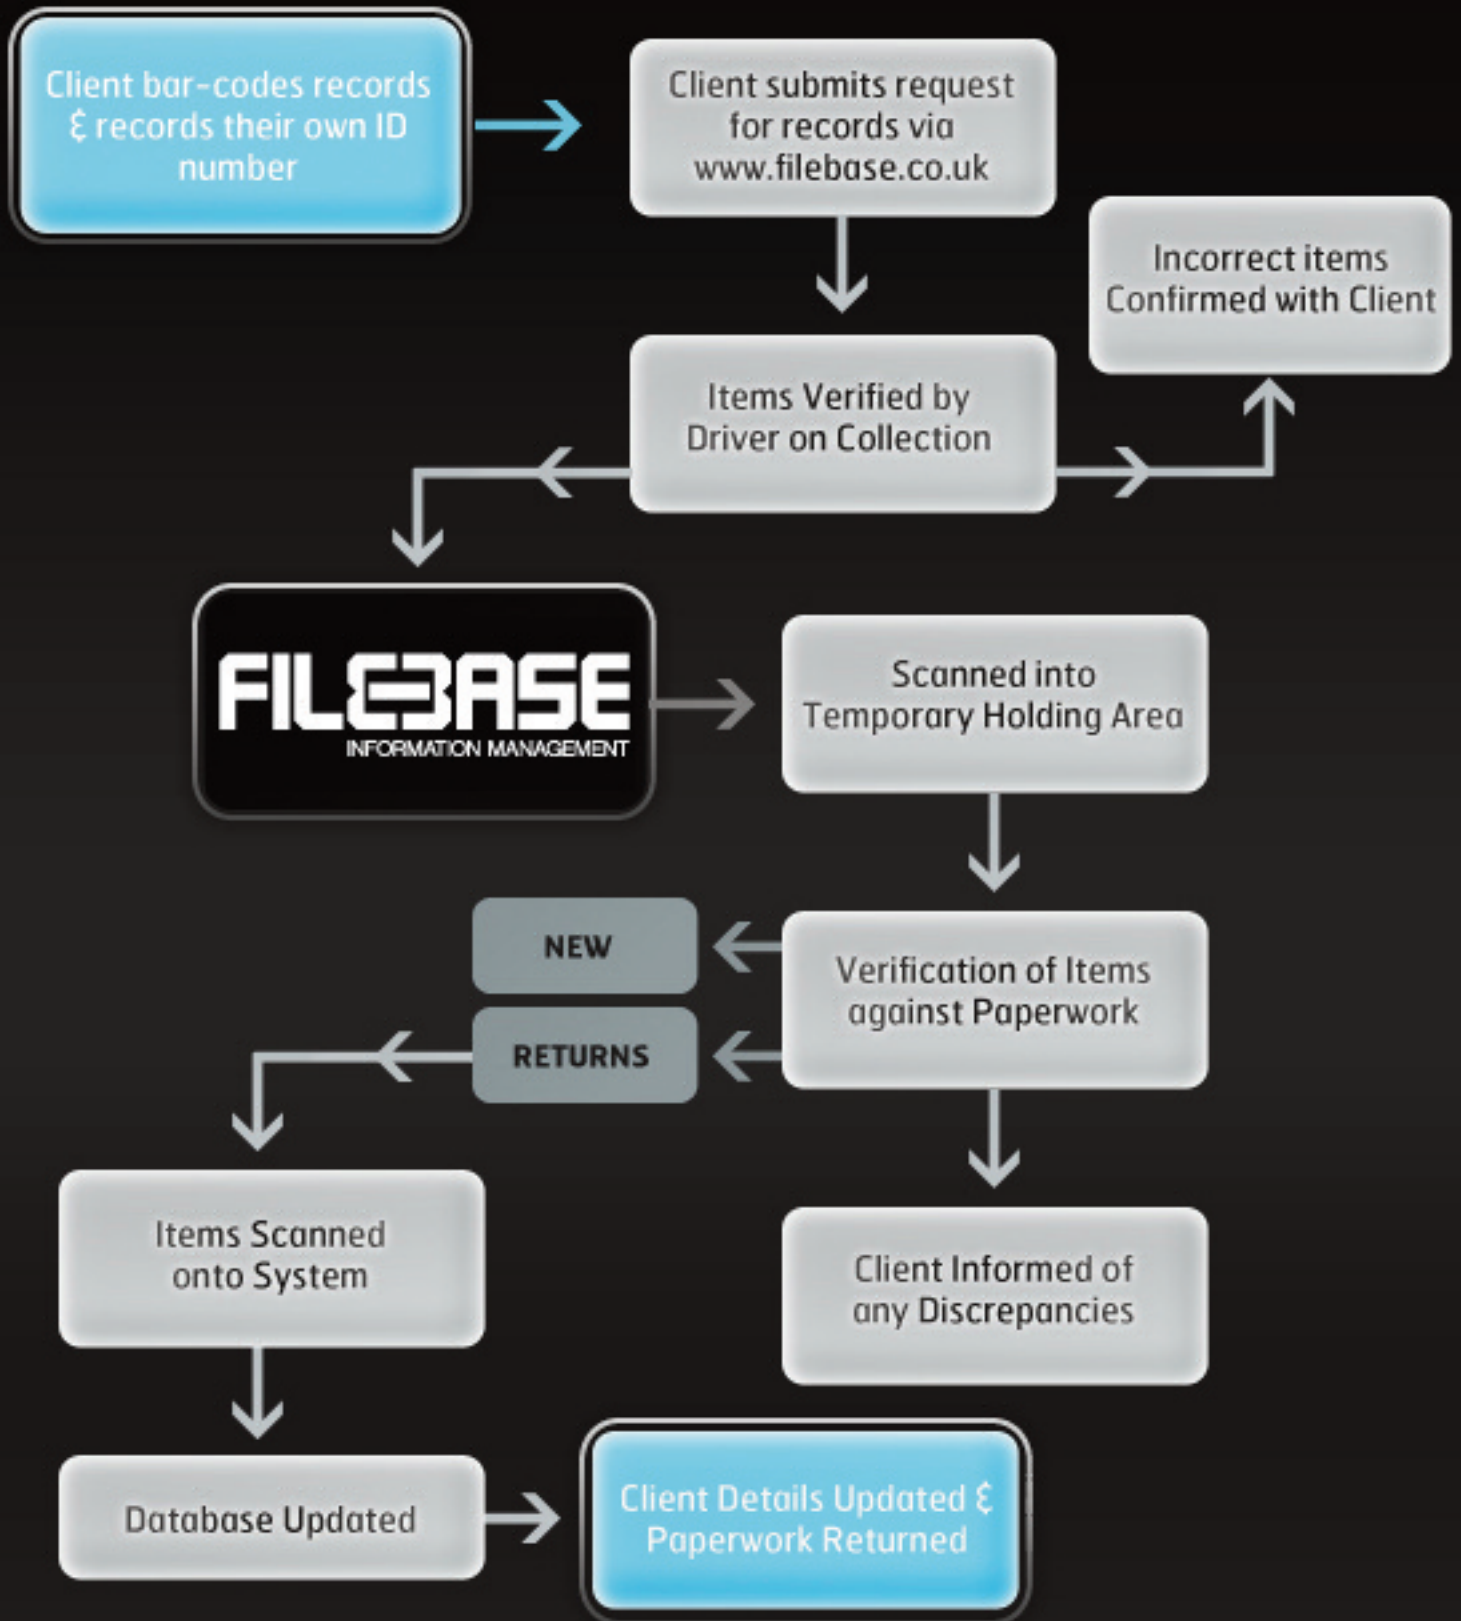 Client bar-codes records
& records their own ID
number
Client submits request
for records via
www.filebase.co.uk
Incorrect items
Confirmed with Client
Items Verified by
Driver on Collection
FILEBASE
INFORMATION MANAGEMENT
Scanned into
Temporary Holding Area
NEW
Verification of Items
against Paperwork
RETURNS
Items Scanned
onto System
Client Informed of
any Discrepancies
Database Updated
Client Details Updated &
Paperwork Returned